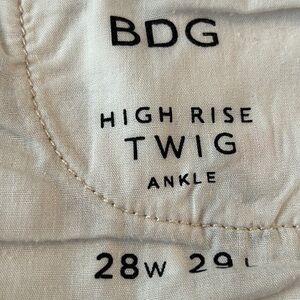 BDG
HIGH RISE
TWIG
ANKLE
28W 29L